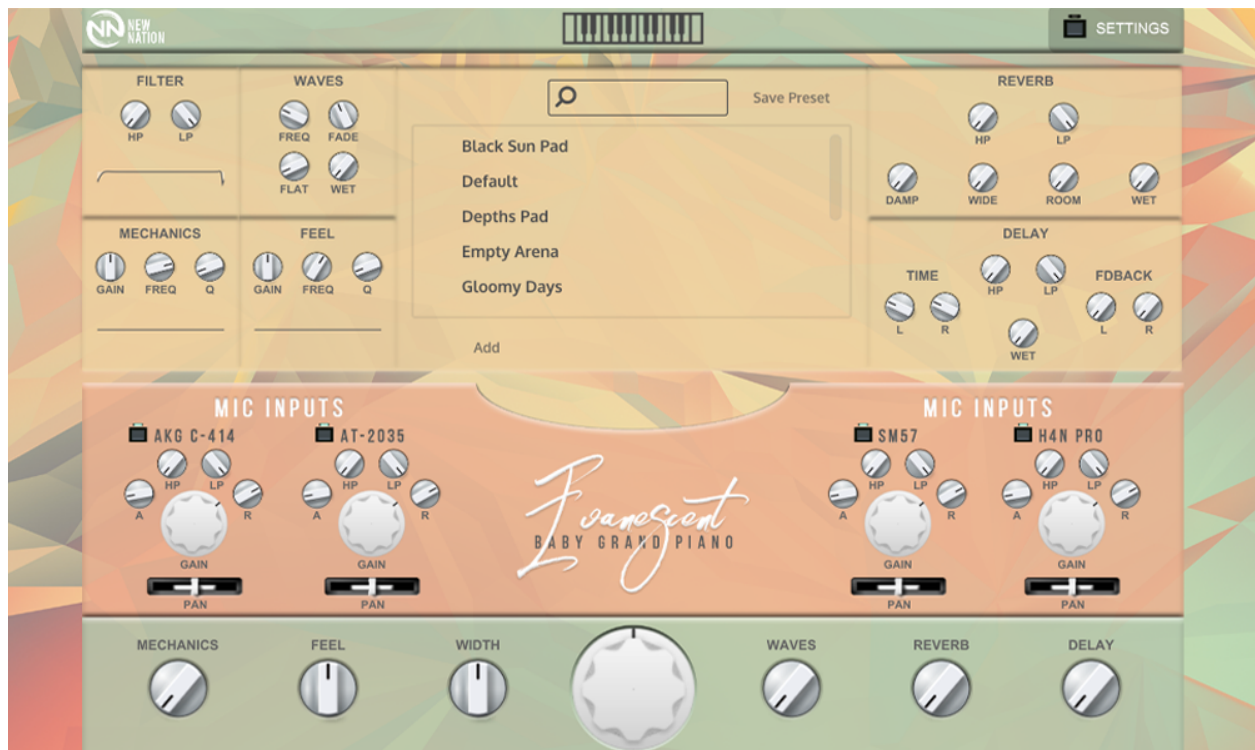 NN NEW
NATION
SETTINGS
FILTER
HP LP
WAVES
FREQ FADE
FLAT WET
MECHANICS
GAIN FREQ Q
FEEL
GAIN FREQ Q
Save Preset
Black Sun Pad
Default
Depths Pad
Empty Arena
Gloomy Days
Add
REVERB
HP LP
DAMP WIDE ROOM WET
DELAY
TIME
L R
HP LP
WET
FDBACK
L R
MIC INPUTS
AKG C-414
HP LP
A R
GAIN
PAN
AT-2035
HP LP
A R
GAIN
PAN
Evanescent
BABY GRAND PIANO
MIC INPUTS
SM57
HP LP
A R
GAIN
PAN
H4N PRO
HP LP
A R
GAIN
PAN
MECHANICS FEEL WIDTH WAVES REVERB DELAY